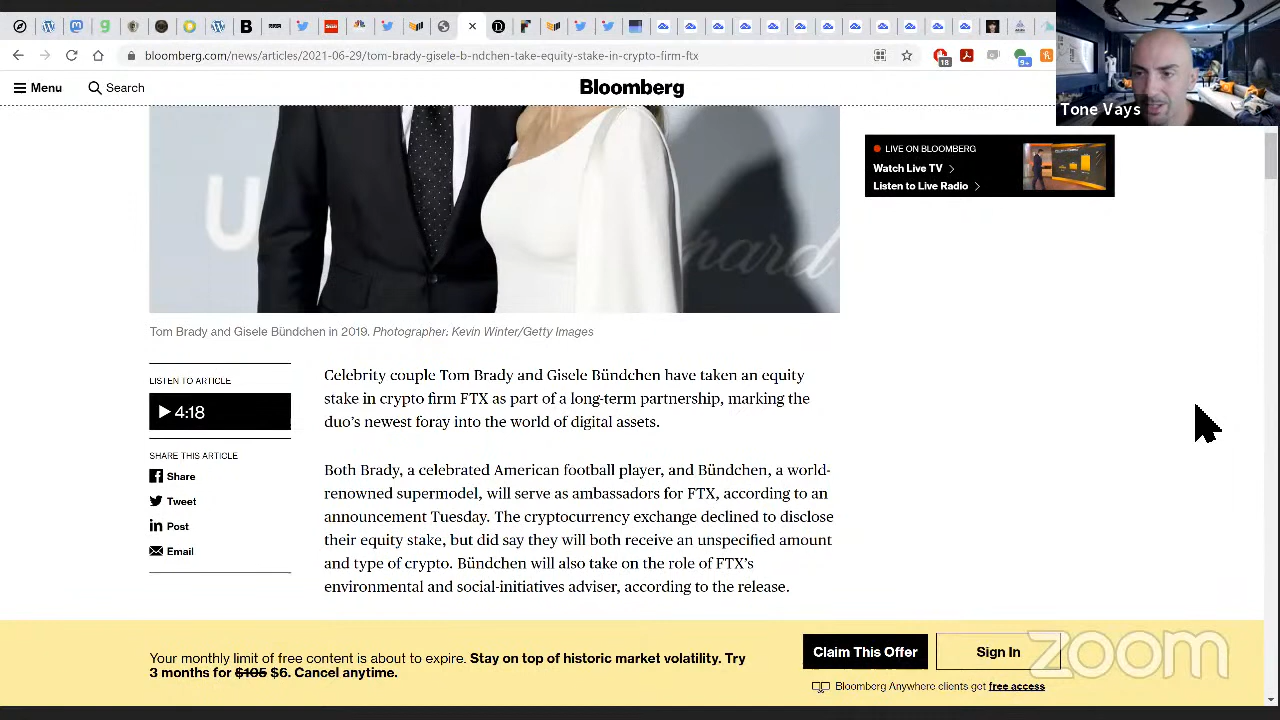 bloomberg.com/news/articles/2021-06-29/tom-brady-gisele-b-ndchen-take-equity-stake-in-crypto-firm-ftx
18
9+
Tone Vays
Menu
Search
Bloomberg
LIVE ON BLOOMBERG
Watch Live TV
Listen to Live Radio
U
hard
Tom Brady and Gisele Bündchen in 2019. Photographer: Kevin Winter/Getty Images
LISTEN TO ARTICLE
4:18
SHARE THIS ARTICLE
Share
Tweet
Post
Email
Celebrity couple Tom Brady and Gisele Bündchen have taken an equity
stake in crypto firm FTX as part of a long-term partnership, marking the
duo's newest foray into the world of digital assets.
Both Brady, a celebrated American football player, and Bündchen, a world-
renowned supermodel, will serve as ambassadors for FTX, according to an
announcement Tuesday. The cryptocurrency exchange declined to disclose
their equity stake, but did say they will both receive an unspecified amount
and type of crypto. Bündchen will also take on the role of FTX's
environmental and social-initiatives adviser, according to the release.
Your monthly limit of free content is about to expire. Stay on top of historic market volatility. Try
3 months for $105 $6. Cancel anytime.
Claim This Offer
Sign In
Bloomberg Anywhere clients get free access
zoom